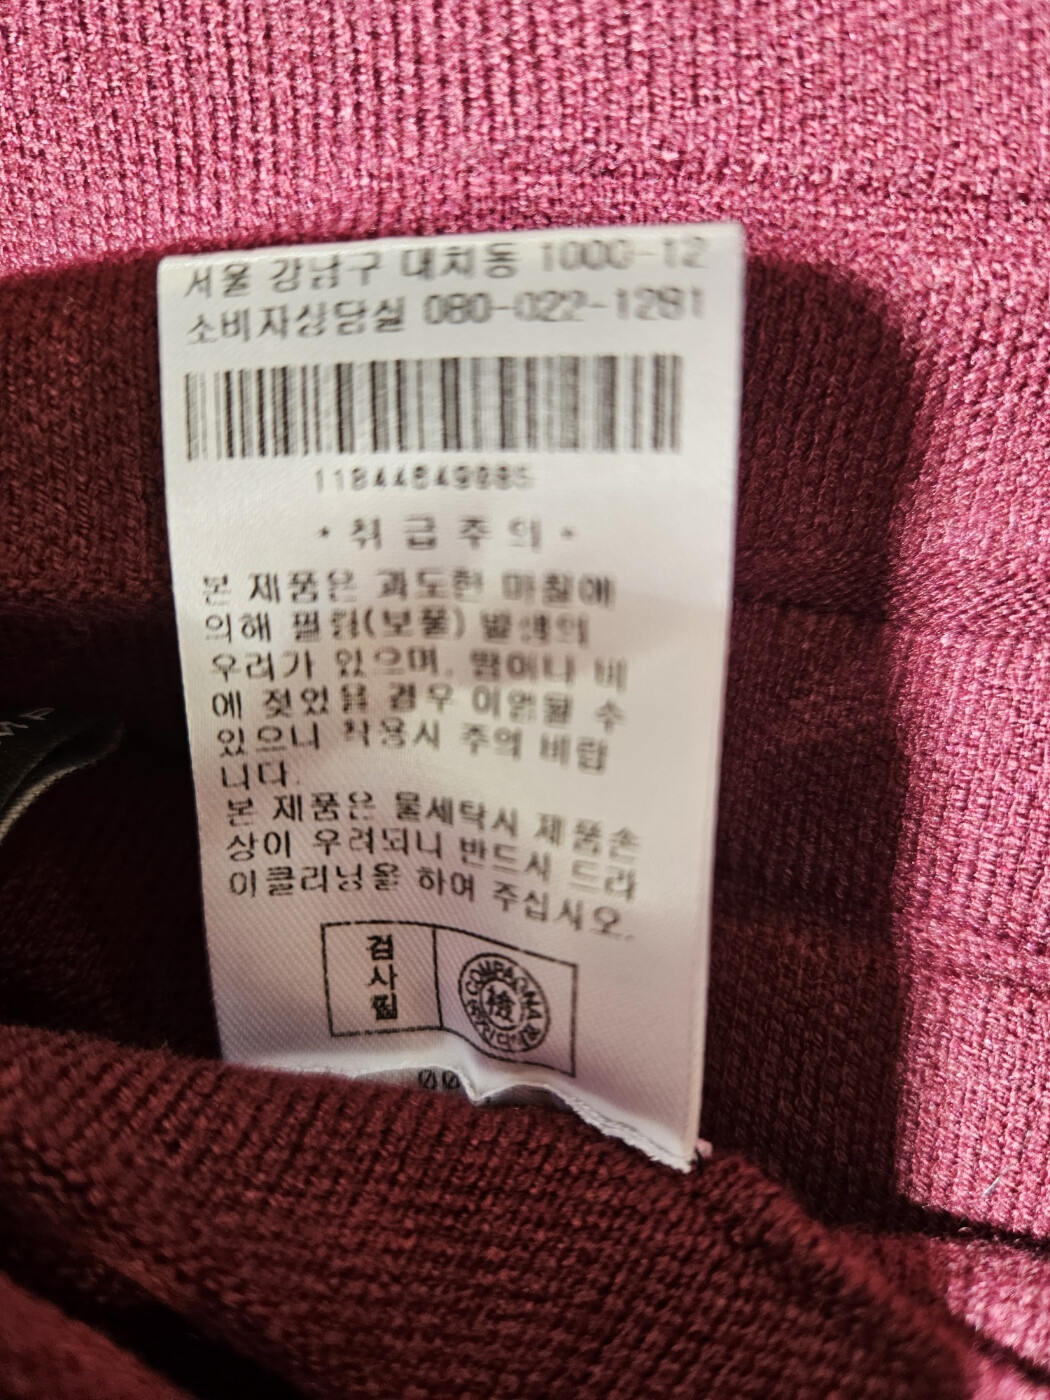 서울 강남구 대치동 1000-12
소비자상담실 080-022-1281
• 취 급 주 의 •
본 제품은 과도한 마찰에
의해 필링(보풀) 발생의
우려가 있으며, 땀이나 비
에 젖었을 경우 이염될 수
있으니 착용시 주의 바랍
니다.
본 제품은 물세탁시 제품손
상이 우려되니 반드시 드라
이클리닝을 하여 주십시오.
검
사
필
檢